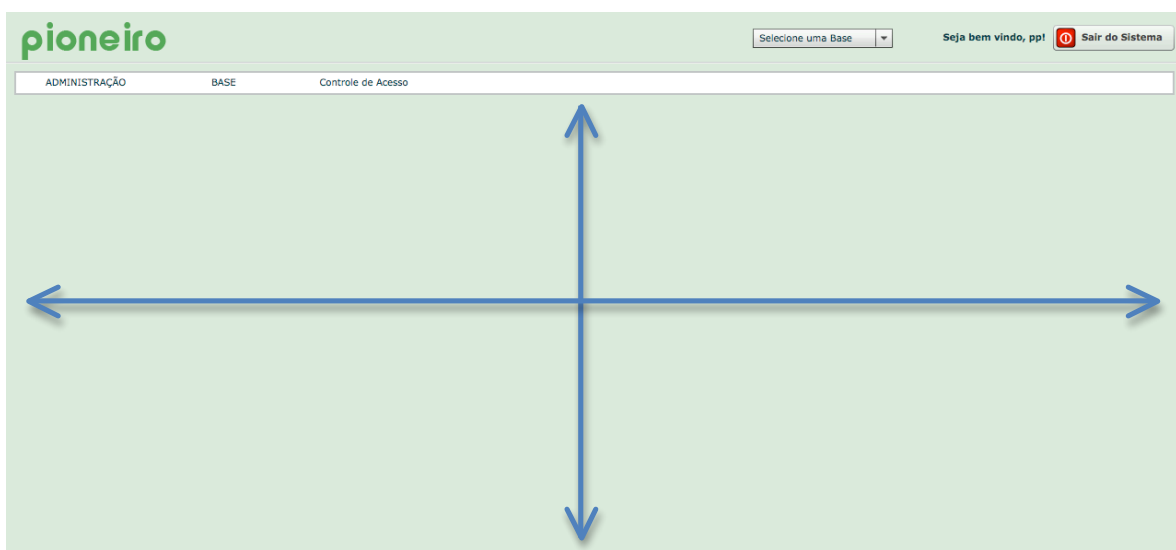 pioneiro
Selecione uma Base
Seja bem vindo, pp!
Sair do Sistema
ADMINISTRAÇÃO
BASE
Controle de Acesso